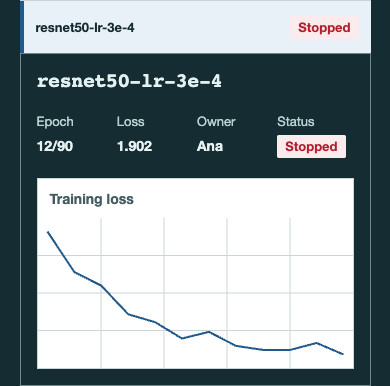 resnet50-lr-3e-4 Stopped
resnet50-lr-3e-4
Epoch Loss Owner Status
12/90 1.902 Ana Stopped
Training loss